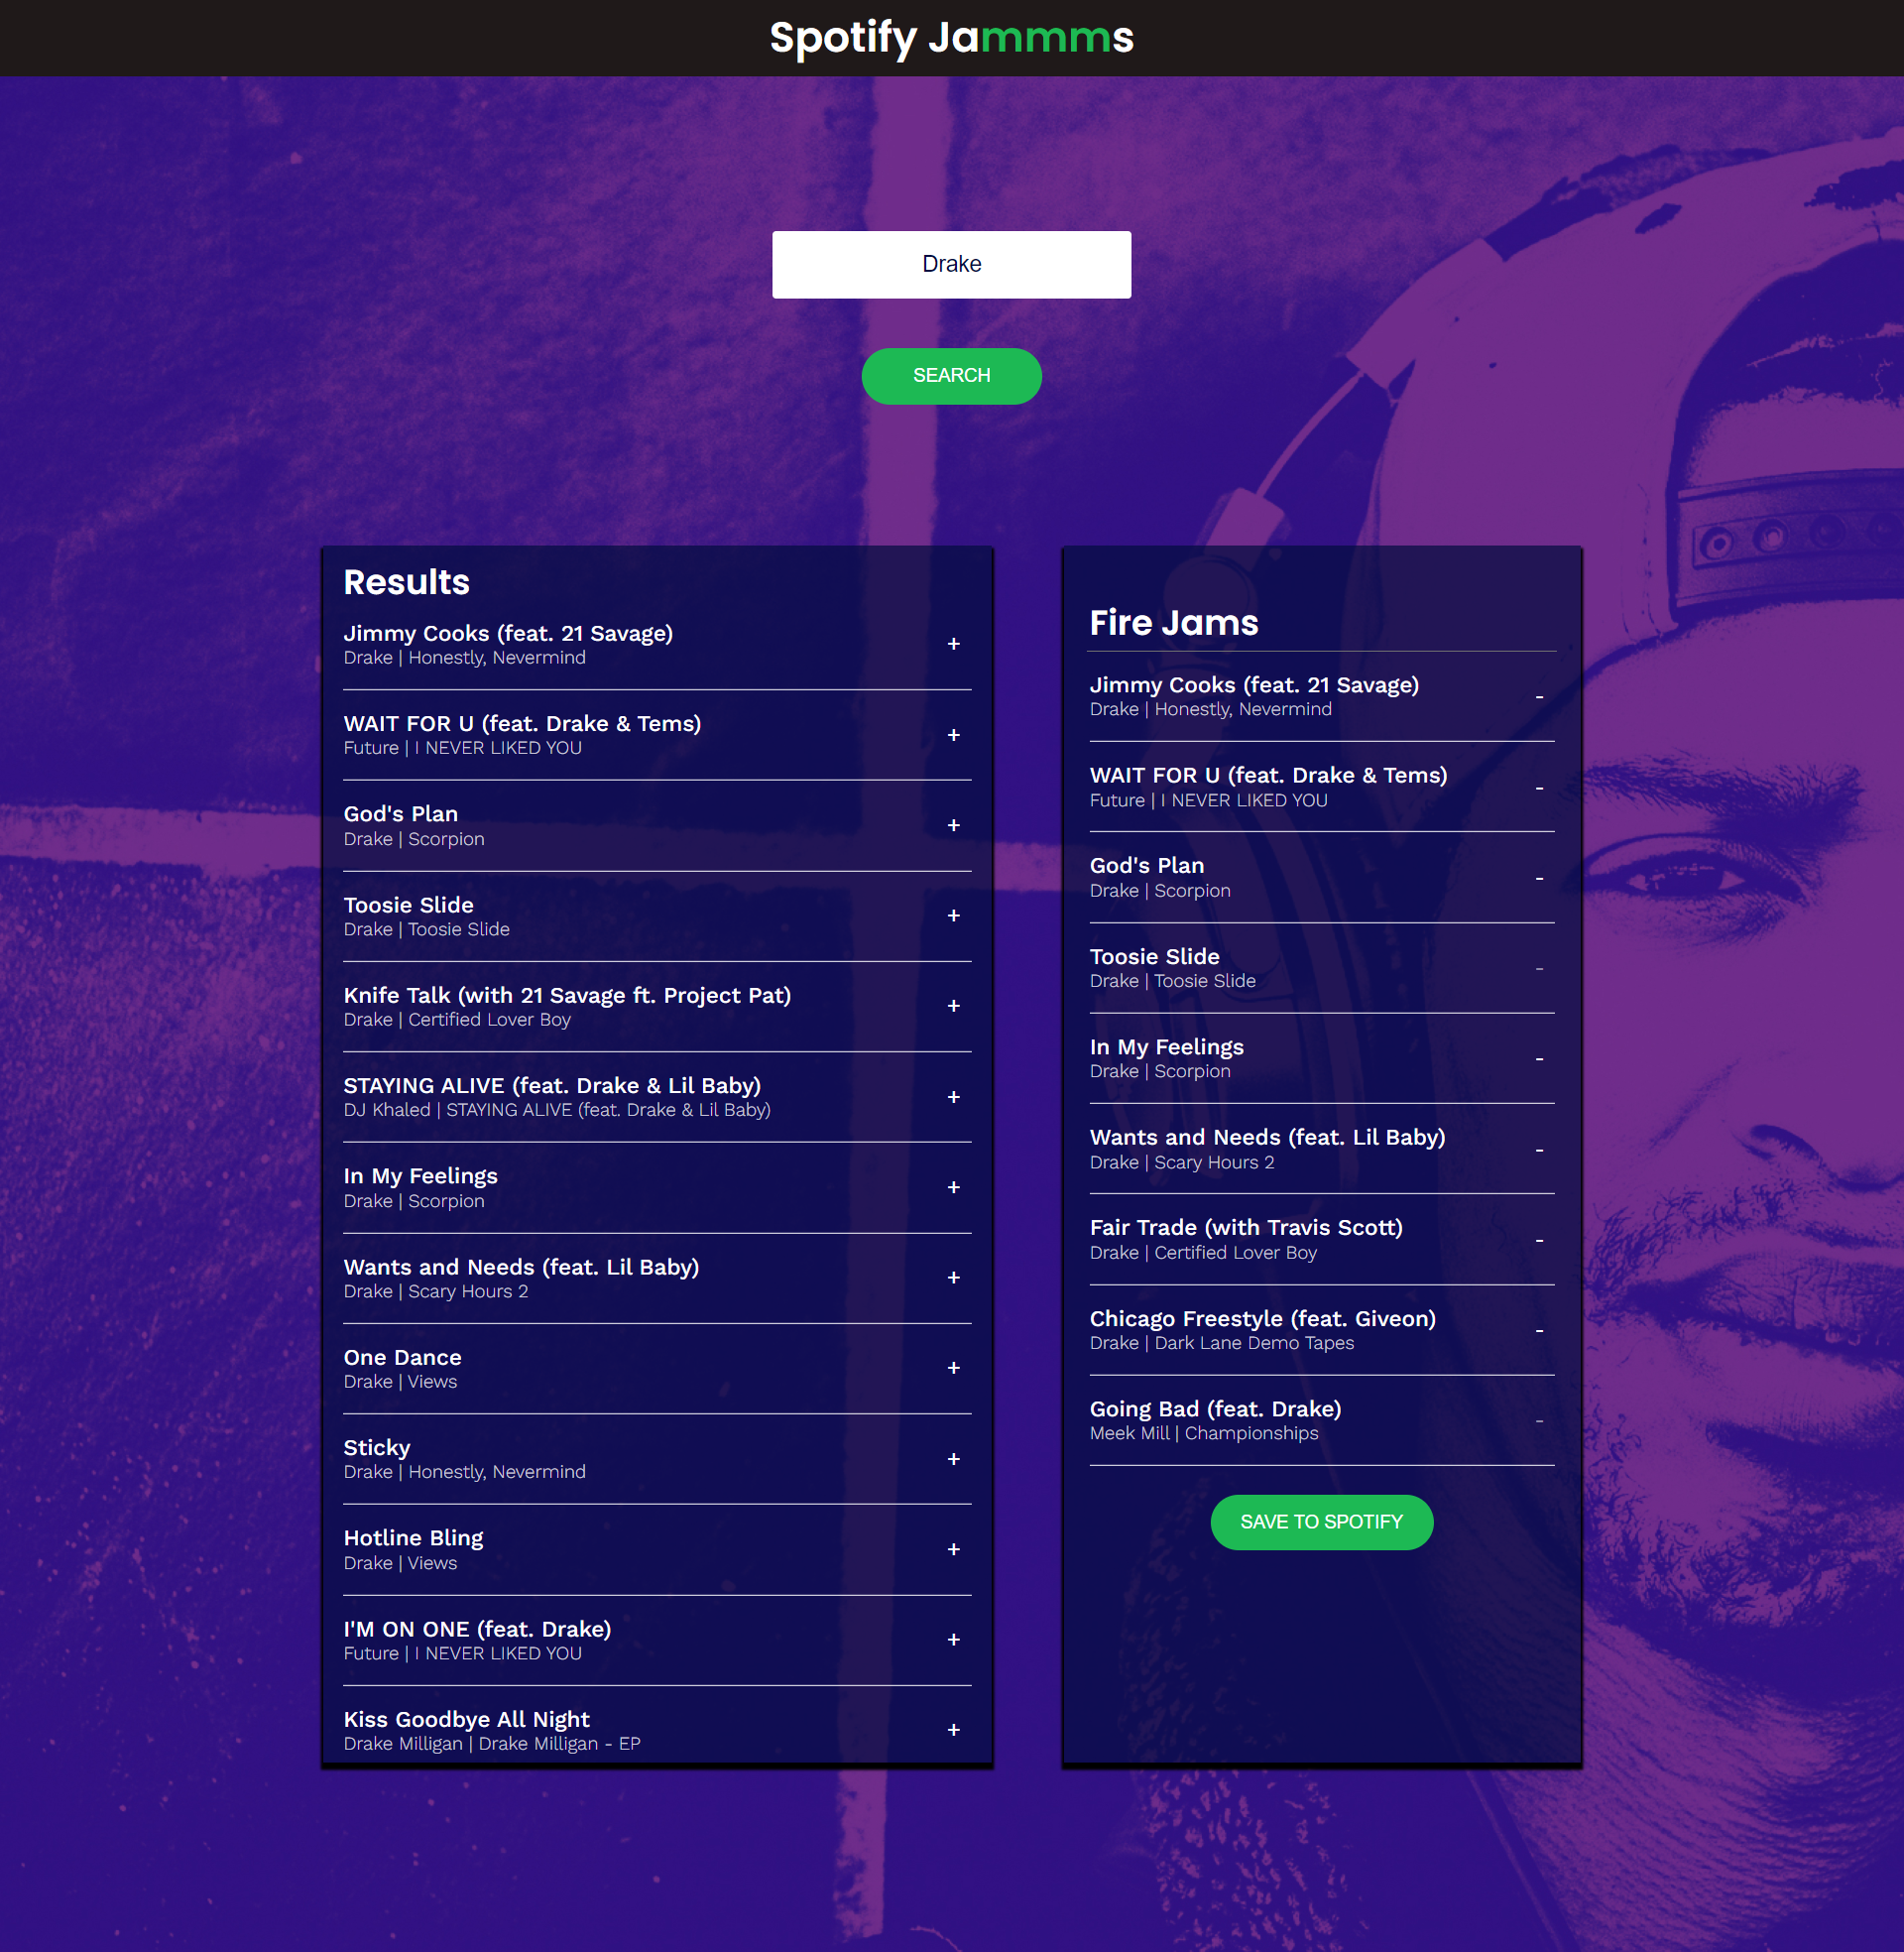 Spotify Jammmms
Drake
SEARCH
Results
Jimmy Cooks (feat. 21 Savage)
Drake | Honestly, Nevermind
+
WAIT FOR U (feat. Drake & Tems)
Future | I NEVER LIKED YOU
+
God's Plan
Drake | Scorpion
+
Toosie Slide
Drake | Toosie Slide
+
Knife Talk (with 21 Savage ft. Project Pat)
Drake | Certified Lover Boy
+
STAYING ALIVE (feat. Drake & Lil Baby)
DJ Khaled | STAYING ALIVE (feat. Drake & Lil Baby)
+
In My Feelings
Drake | Scorpion
+
Wants and Needs (feat. Lil Baby)
Drake | Scary Hours 2
+
One Dance
Drake | Views
+
Sticky
Drake | Honestly, Nevermind
+
Hotline Bling
Drake | Views
+
I'M ON ONE (feat. Drake)
Future | I NEVER LIKED YOU
+
Kiss Goodbye All Night
Drake Milligan | Drake Milligan - EP
+
Fire Jams
Jimmy Cooks (feat. 21 Savage)
Drake | Honestly, Nevermind
-
WAIT FOR U (feat. Drake & Tems)
Future | I NEVER LIKED YOU
-
God's Plan
Drake | Scorpion
-
Toosie Slide
Drake | Toosie Slide
-
In My Feelings
Drake | Scorpion
-
Wants and Needs (feat. Lil Baby)
Drake | Scary Hours 2
-
Fair Trade (with Travis Scott)
Drake | Certified Lover Boy
-
Chicago Freestyle (feat. Giveon)
Drake | Dark Lane Demo Tapes
-
Going Bad (feat. Drake)
Meek Mill | Championships
-
SAVE TO SPOTIFY